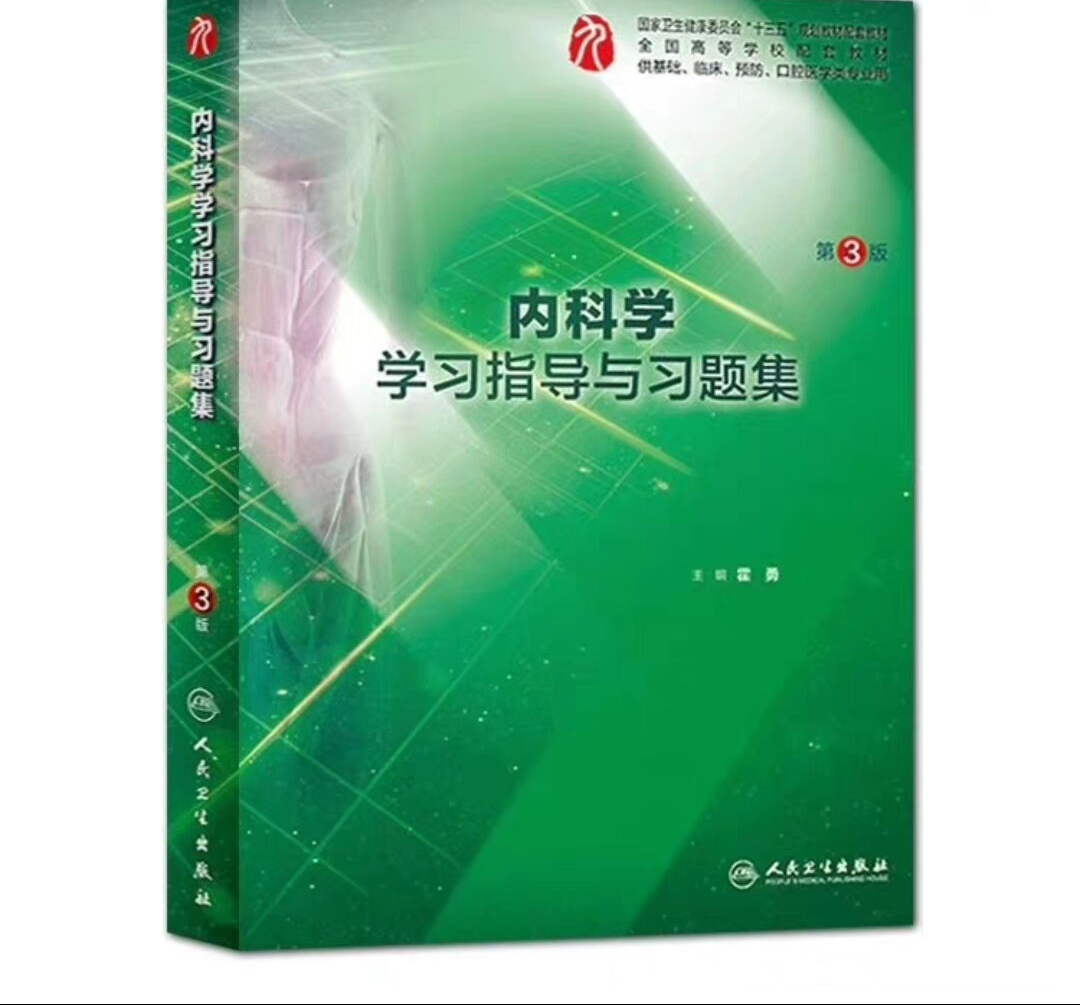 国家卫生健康委员会“十三五”规划教材配套教材
全国高等学校配套教材
供基础、临床、预防、口腔医学类专业用
第3版
内科学
学习指导与习题集
主 编 霍 勇
人民卫生出版社
PEOPLE'S MEDICAL PUBLISHING HOUSE
内科学学习指导与习题集
第3版
人民卫生出版社